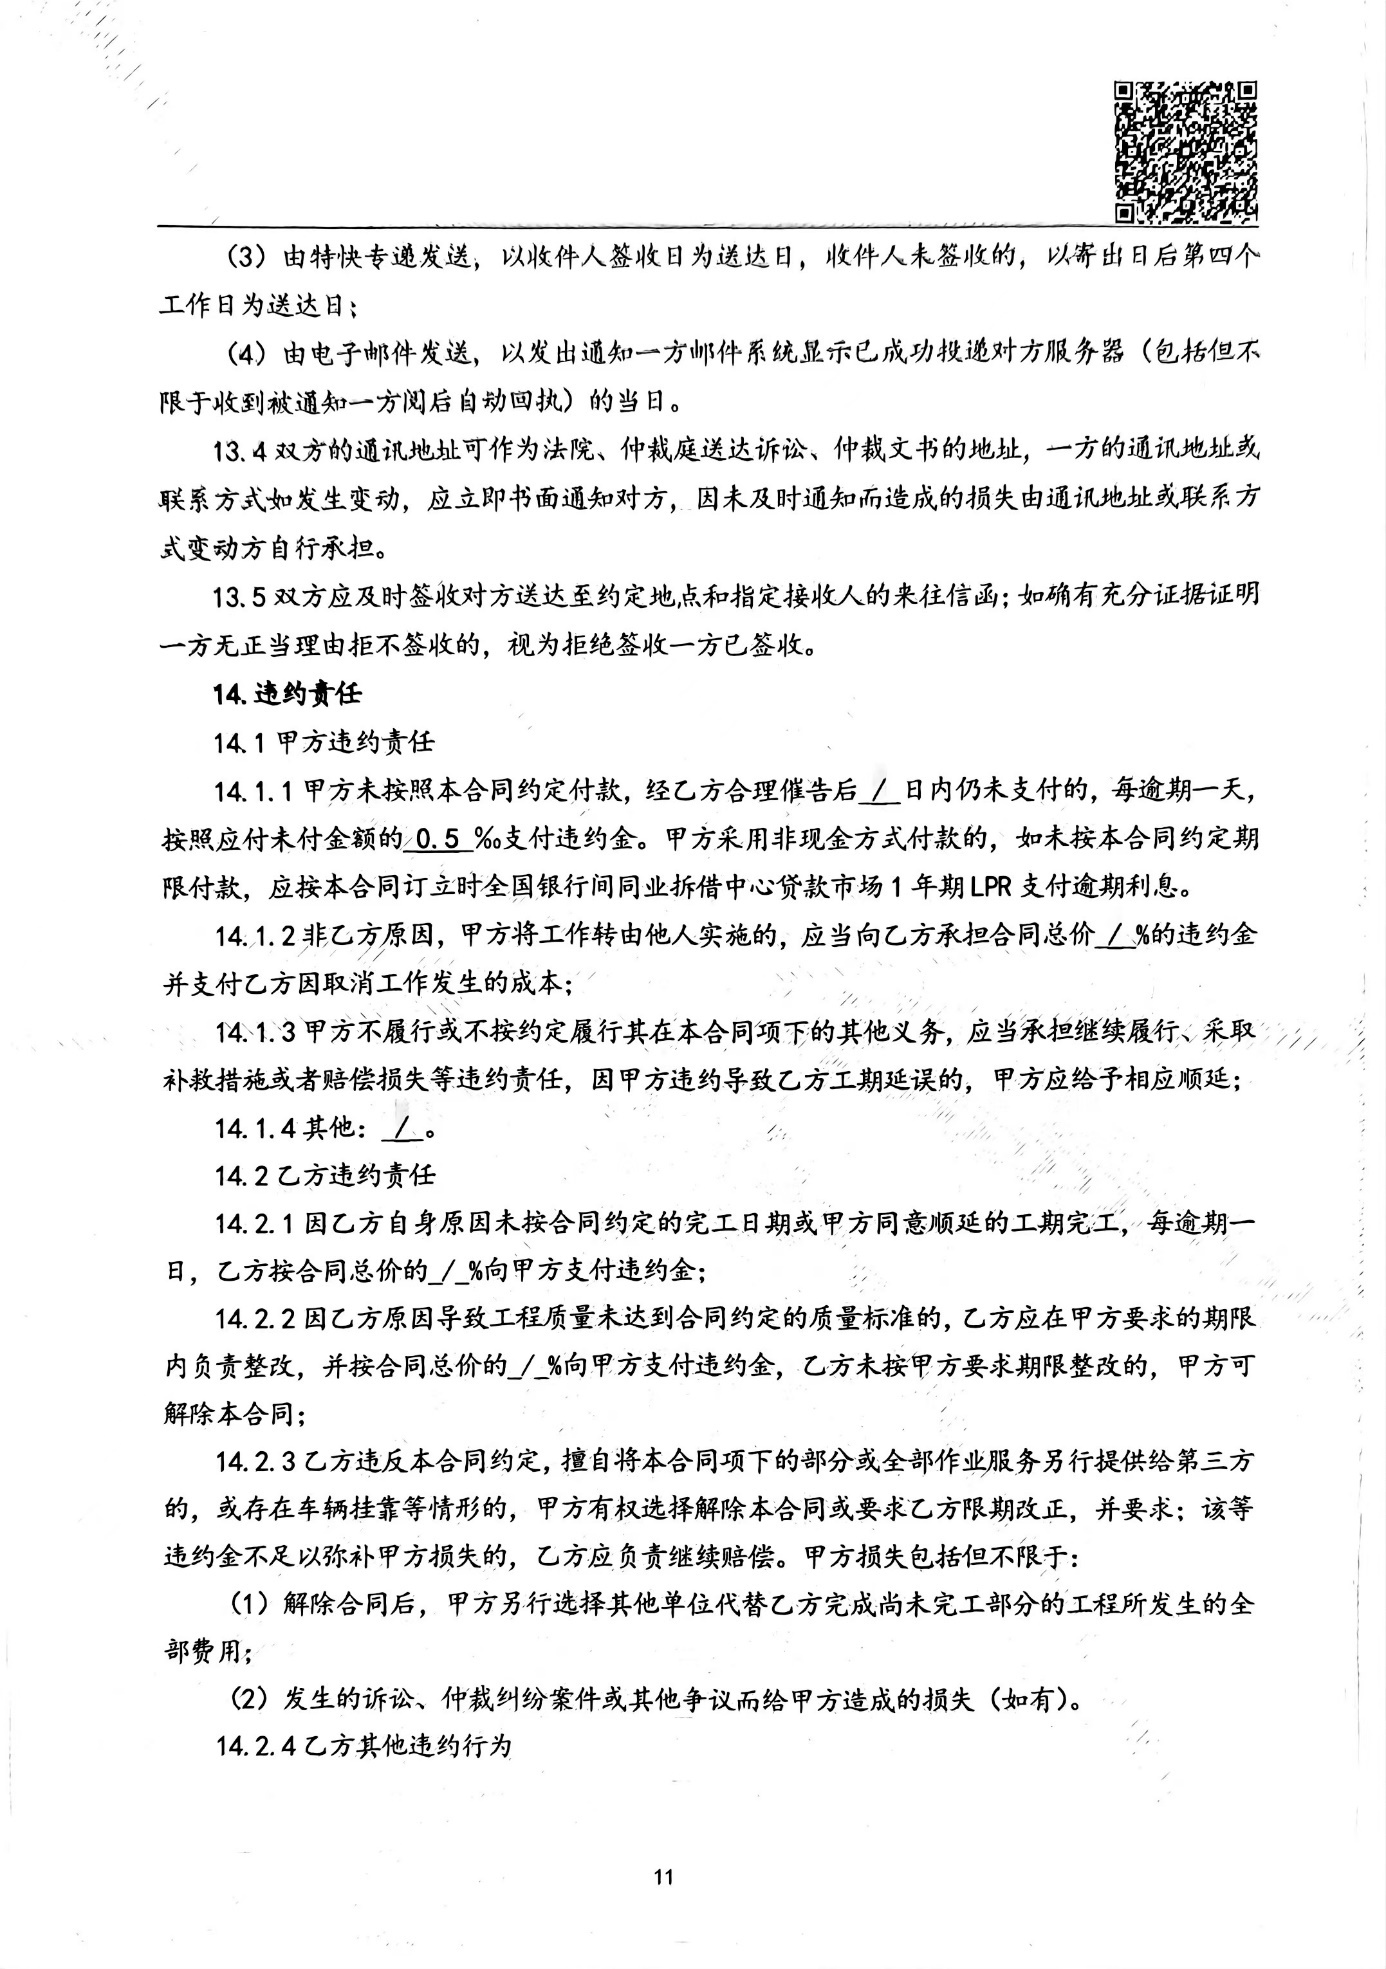 （3）由特快专递发送，以收件人签收日为送达日，收件人未签收的，以寄出日后第四个
工作日为送达日；
（4）由电子邮件发送，以发出通知一方邮件系统显示已成功投递对方服务器（包括但不
限于收到被通知一方阅后自动回执）的当日。
13.4 双方的通讯地址可作为法院、仲裁庭送达诉讼、仲裁文书的地址，一方的通讯地址或
联系方式如发生变动，应立即书面通知对方，因未及时通知而造成的损失由通讯地址或联系方
式变动方自行承担。
13.5 双方应及时签收对方送达至约定地点和指定接收人的来往信函；如确有充分证据证明
一方无正当理由拒不签收的，视为拒绝签收一方已签收。
14.违约责任
14.1 甲方违约责任
14.1.1 甲方未按照本合同约定付款，经乙方合理催告后 / 日内仍未支付的，每逾期一天，
按照应付未付金额的 0.5 ‰支付违约金。甲方采用非现金方式付款的，如未按本合同约定期
限付款，应按本合同订立时全国银行间同业拆借中心贷款市场 1 年期 LPR 支付逾期利息。
14.1.2 非乙方原因，甲方将工作转由他人实施的，应当向乙方承担合同总价 / %的违约金
并支付乙方因取消工作发生的成本；
14.1.3 甲方不履行或不按约定履行其在本合同项下的其他义务，应当承担继续履行、采取
补救措施或者赔偿损失等违约责任，因甲方违约导致乙方工期延误的，甲方应给予相应顺延；
14.1.4 其他： / 。
14.2 乙方违约责任
14.2.1 因乙方自身原因未按合同约定的完工日期或甲方同意顺延的工期完工，每逾期一
日，乙方按合同总价的_/_%向甲方支付违约金；
14.2.2 因乙方原因导致工程质量未达到合同约定的质量标准的，乙方应在甲方要求的期限
内负责整改，并按合同总价的_/_%向甲方支付违约金，乙方未按甲方要求期限整改的，甲方可
解除本合同；
14.2.3 乙方违反本合同约定，擅自将本合同项下的部分或全部作业服务另行提供给第三方
的，或存在车辆挂靠等情形的，甲方有权选择解除本合同或要求乙方限期改正，并要求；该等
违约金不足以弥补甲方损失的，乙方应负责继续赔偿。甲方损失包括但不限于：
（1）解除合同后，甲方另行选择其他单位代替乙方完成尚未完工部分的工程所发生的全
部费用；
（2）发生的诉讼、仲裁纠纷案件或其他争议而给甲方造成的损失（如有）。
14.2.4 乙方其他违约行为
11